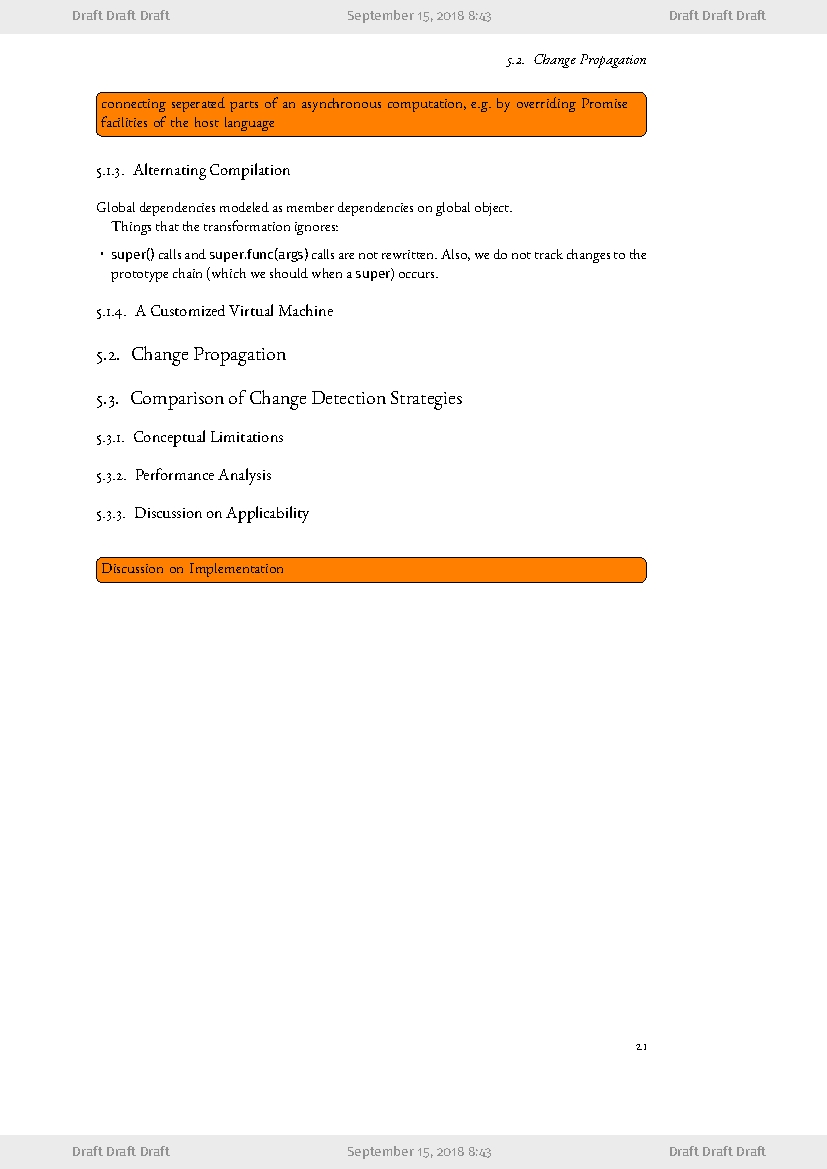 Draft Draft Draft September 15, 2018 8:43 Draft Draft Draft
5.2. Change Propagation
connecting seperated parts of an asynchronous computation, e.g. by overriding Promise
facilities of the host language
5.1.3. Alternating Compilation
Global dependencies modeled as member dependencies on global object.
Things that the transformation ignores:
• super() calls and super.func(args) calls are not rewritten. Also, we do not track changes to the
prototype chain (which we should when a super) occurs.
5.1.4. A Customized Virtual Machine
5.2. Change Propagation
5.3. Comparison of Change Detection Strategies
5.3.1. Conceptual Limitations
5.3.2. Performance Analysis
5.3.3. Discussion on Applicability
Discussion on Implementation
21
Draft Draft Draft September 15, 2018 8:43 Draft Draft Draft